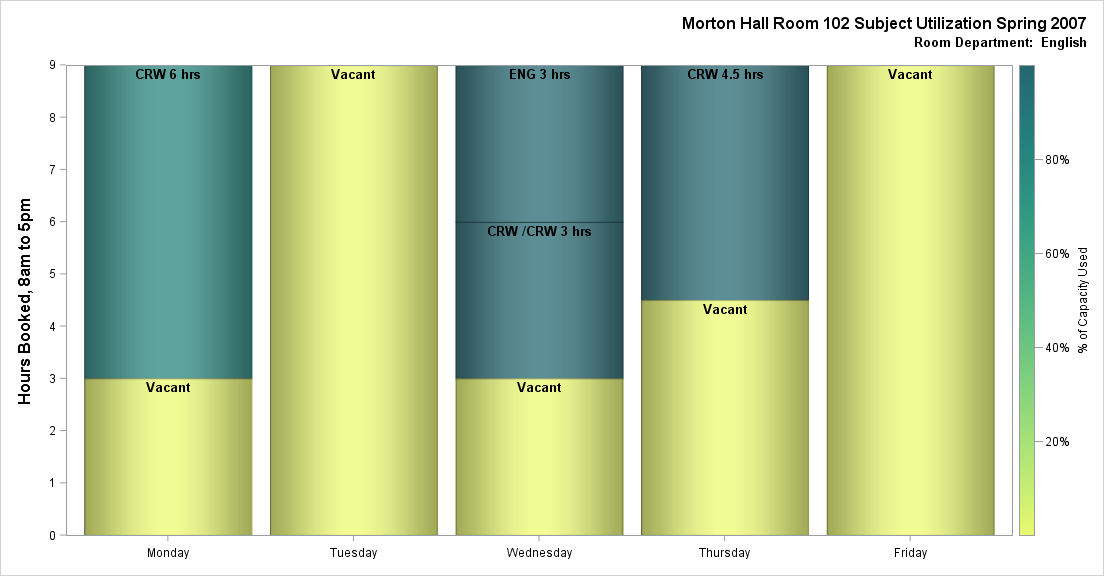 Morton Hall Room 102 Subject Utilization Spring 2007
Room Department:  English
Hours Booked, 8am to 5pm
9
8
7
6
5
4
3
2
1
0
CRW 6 hrs
Vacant
Vacant
ENG 3 hrs
CRW /CRW 3 hrs
Vacant
CRW 4.5 hrs
Vacant
Vacant
Monday
Tuesday
Wednesday
Thursday
Friday
80%
60%
40%
20%
% of Capacity Used